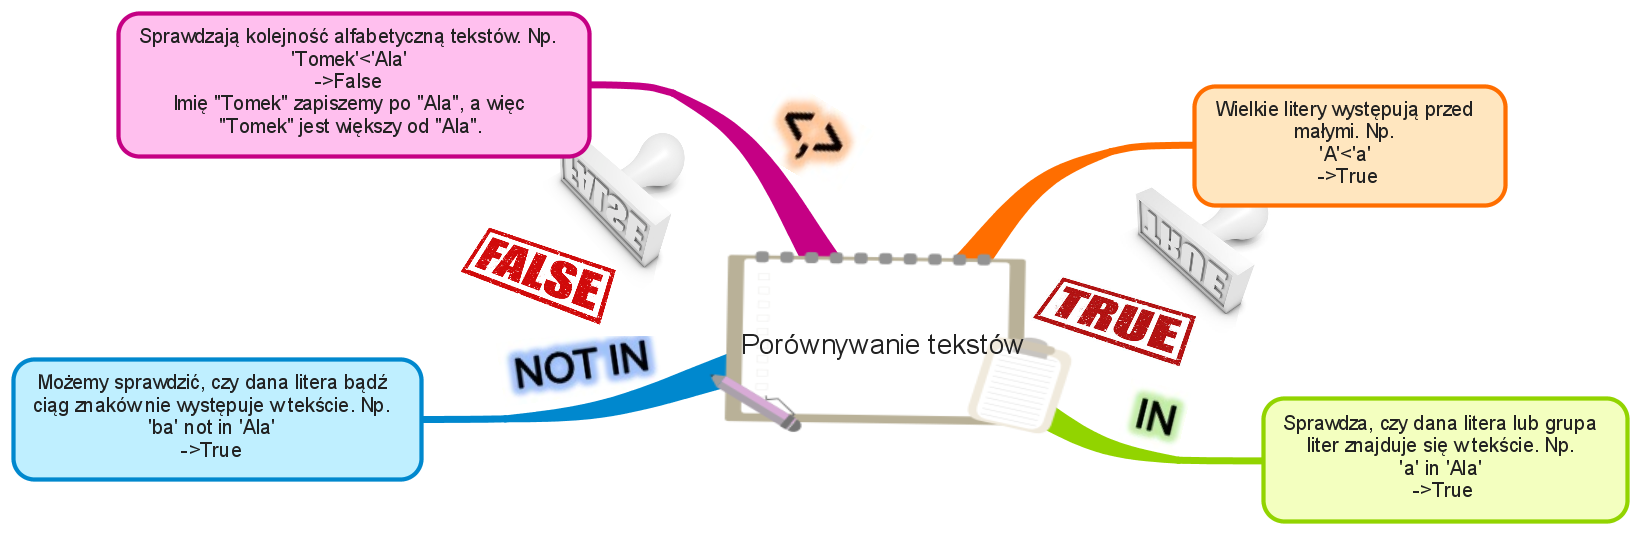 Sprawdzają kolejność alfabetyczną tekstów. Np.
'Tomek'<'Ala'
->False
Imię "Tomek" zapiszemy po "Ala", a więc
"Tomek" jest większy od "Ala".
< >
Wielkie litery występują przed
małymi. Np.
'A'<'a'
->True
FALSE
FALSE
TRUE
TRUE
Porównywanie tekstów
NOT IN
Możemy sprawdzić, czy dana litera bądź
ciąg znaków nie występuje w tekście. Np.
'ba' not in 'Ala'
->True
IN
Sprawdza, czy dana litera lub grupa
liter znajduje się w tekście. Np.
'a' in 'Ala'
->True